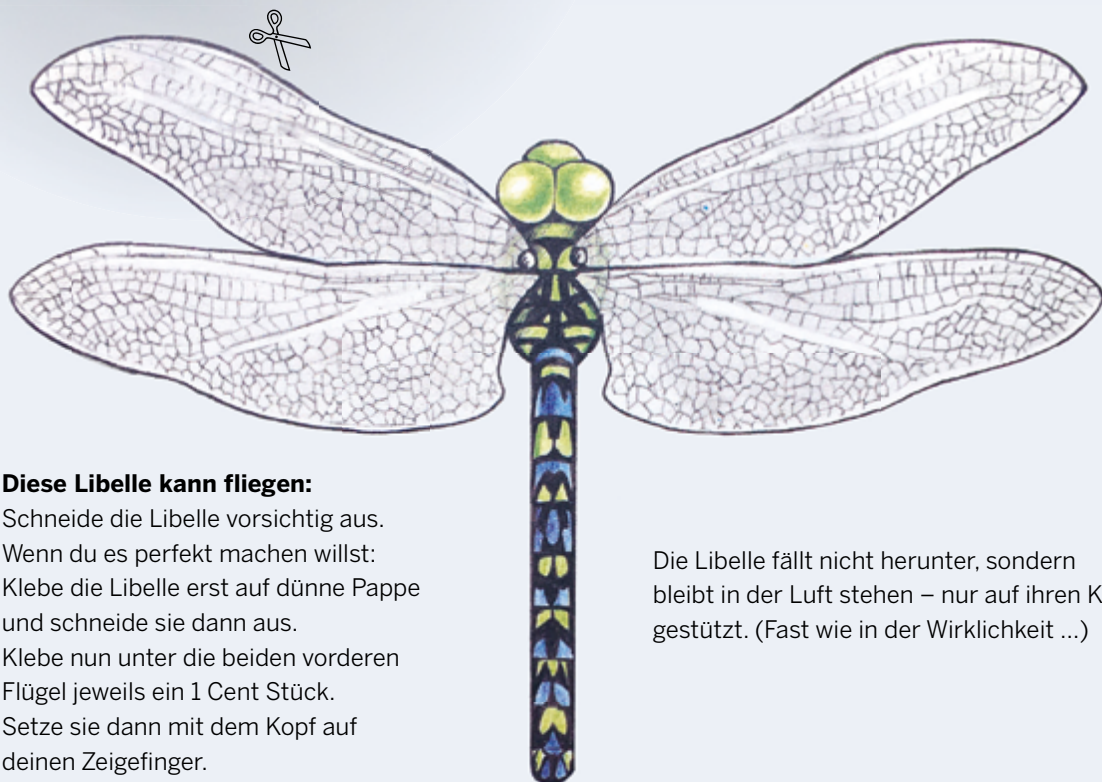 Diese Libelle kann fliegen:
Schneide die Libelle vorsichtig aus.
Wenn du es perfekt machen willst:
Klebe die Libelle erst auf dünne Pappe
und schneide sie dann aus.
Klebe nun unter die beiden vorderen
Flügel jeweils ein 1 Cent Stück.
Setze sie dann mit dem Kopf auf
deinen Zeigefinger.
Die Libelle fällt nicht herunter, sondern
bleibt in der Luft stehen – nur auf ihren
gestützt. (Fast wie in der Wirklichkeit ...)